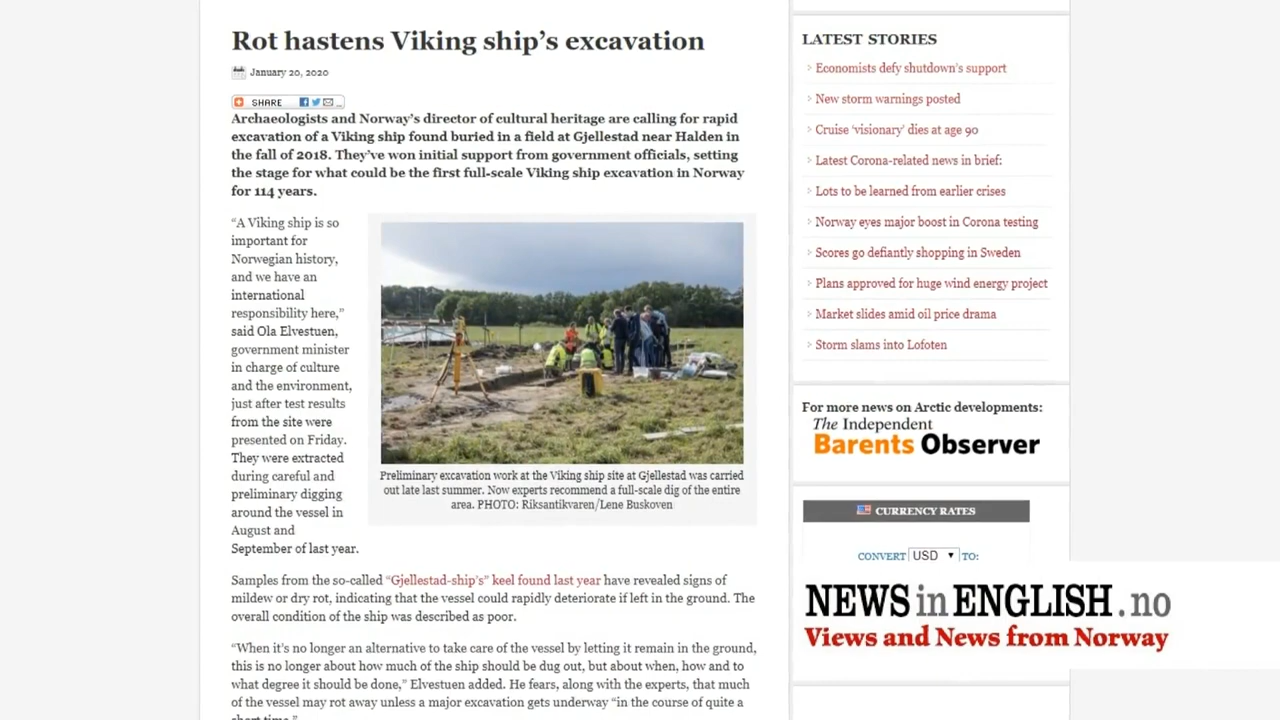 Rot hastens Viking ship's excavation
January 20, 2020
SHARE
Archaeologists and Norway's director of cultural heritage are calling for rapid
excavation of a Viking ship found buried in a field at Gjellestad near Halden in
the fall of 2018. They've won initial support from government officials, setting
the stage for what could be the first full-scale Viking ship excavation in Norway
for 114 years.
“A Viking ship is so
important for
Norwegian history,
and we have an
international
responsibility here,”
said Ola Elvestuen,
government minister
in charge of culture
and the environment,
just after test results
from the site were
presented on Friday.
They were extracted
during careful and
preliminary digging
around the vessel in
August and
September of last year.
Preliminary excavation work at the Viking ship site at Gjellestad was carried
out late last summer. Now experts recommend a full-scale dig of the entire
area. PHOTO: Riksantikvaren/Lene Buskoven
Samples from the so-called “Gjellestad-ship's” keel found last year have revealed signs of
mildew or dry rot, indicating that the vessel could rapidly deteriorate if left in the ground. The
overall condition of the ship was described as poor.
“When it's no longer an alternative to take care of the vessel by letting it remain in the ground,
this is no longer about how much of the ship should be dug out, but about when, how and to
what degree it should be done,” Elvestuen added. He fears, along with the experts, that much
of the vessel may rot away unless a major excavation gets underway “in the course of quite a
short time.”
LATEST STORIES
Economists defy shutdown's support
New storm warnings posted
Cruise ‘visionary’ dies at age 90
Latest Corona-related news in brief:
Lots to be learned from earlier crises
Norway eyes major boost in Corona testing
Scores go defiantly shopping in Sweden
Plans approved for huge wind energy project
Market slides amid oil price drama
Storm slams into Lofoten
For more news on Arctic developments:
The Independent
Barents Observer
CURRENCY RATES
CONVERT USD TO:
NEWS in ENGLISH.no
Views and News from Norway